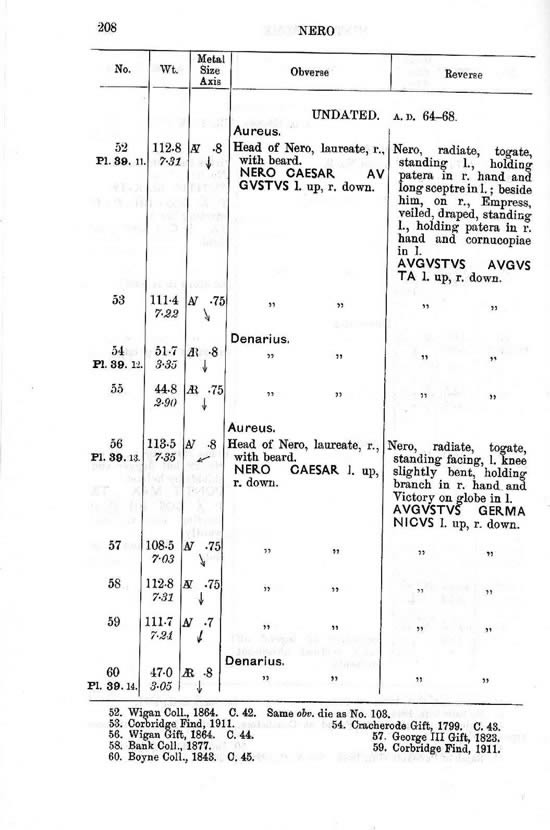 208
NERO
No.
Wt.
Metal
Size
Axis
Obverse
Reverse
UNDATED. A. D. 64–68.
Aureus.
52 112·8 AV ·8 Head of Nero, laureate, r., Nero, radiate, togate,
Pl. 39. 11. 7·31 ↓ with beard. standing l., holding
NERO CAESAR AV patera in r. hand and
GVSTVS l. up, r. down. long sceptre in l.; beside
him, on r., Empress,
veiled, draped, standing
l., holding patera in r.
hand and cornucopiae
in l.
AVGVSTVS AVGVS
TA l. up, r. down.
53 111·4 AV ·75 ,, ,, ,, ,,
7·22 ↘
Denarius.
54 51·7 AR ·8 ,, ,, ,, ,,
Pl. 39. 12. 3·35 ↓
55 44·8 AR ·75 ,, ,, ,, ,,
2·90 ↓
Aureus.
56 113·5 AV ·8 Head of Nero, laureate, r., Nero, radiate, togate,
Pl. 39. 13. 7·35 ↙ with beard. standing facing, l. knee
NERO CAESAR l. up, slightly bent, holding
r. down. branch in r. hand and
Victory on globe in l.
AVGVSTVS GERMA
NICVS l. up, r. down.
57 108·5 AV ·75 ,, ,, ,, ,,
7·03 ↘
58 112·8 AV ·75 ,, ,, ,, ,,
7·31 ↓
59 111·7 AV ·7 ,, ,, ,, ,,
7·24 ↙
Denarius.
60 47·0 AR ·8 ,, ,, ,, ,,
Pl. 39. 14. 3·05 ↓
52. Wigan Coll., 1864. C. 42. Same obv. die as No. 103.
53. Corbridge Find, 1911. 54. Cracherode Gift, 1799. C. 43.
56. Wigan Gift, 1864. C. 44. 57. George III Gift, 1823.
58. Bank Coll., 1877. 59. Corbridge Find, 1911.
60. Boyne Coll., 1843. C. 45.